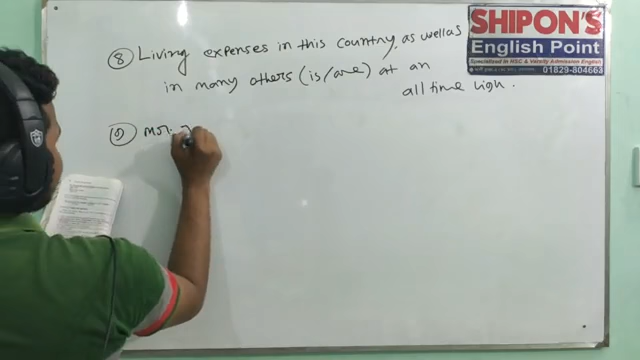 SHIPON'S
English Point
Specialized in HSC & Varsity Admission English
01829-804663
⑧ Living expenses in this country, as well as
in many others (is/are) at an
all time high.
⑨ Mr.